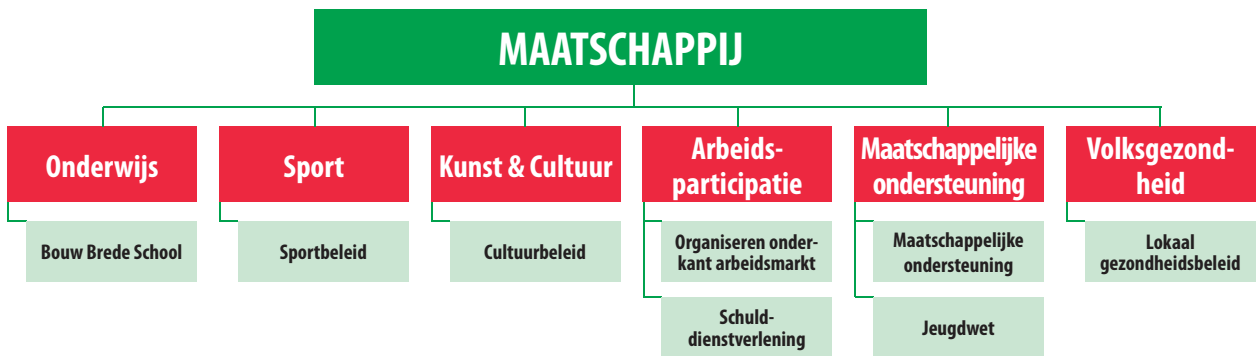 MAATSCHAPPIJ
Onderwijs
Sport
Kunst & Cultuur
Arbeids-
participatie
Maatschappelijke
ondersteuning
Volksgezond-
heid
Bouw Brede School
Sportbeleid
Cultuurbeleid
Organiseren onder-
kant arbeidsmarkt
Maatschappelijke
ondersteuning
Lokaal
gezondheidsbeleid
Schuld-
dienstverlening
Jeugdwet